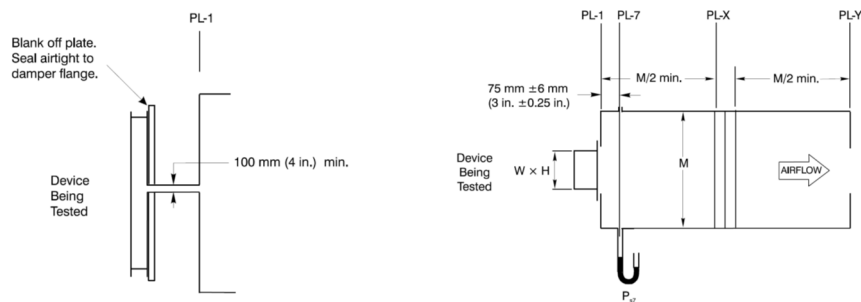 PL-1
Blank off plate.
Seal airtight to
damper flange.
100 mm (4 in.) min.
Device
Being
Tested
PL-1 PL-7 PL-X PL-Y
M/2 min. M/2 min.
75 mm ±6 mm
(3 in. ±0.25 in.)
Device
Being
Tested
W × H
M
AIRFLOW
Ps7